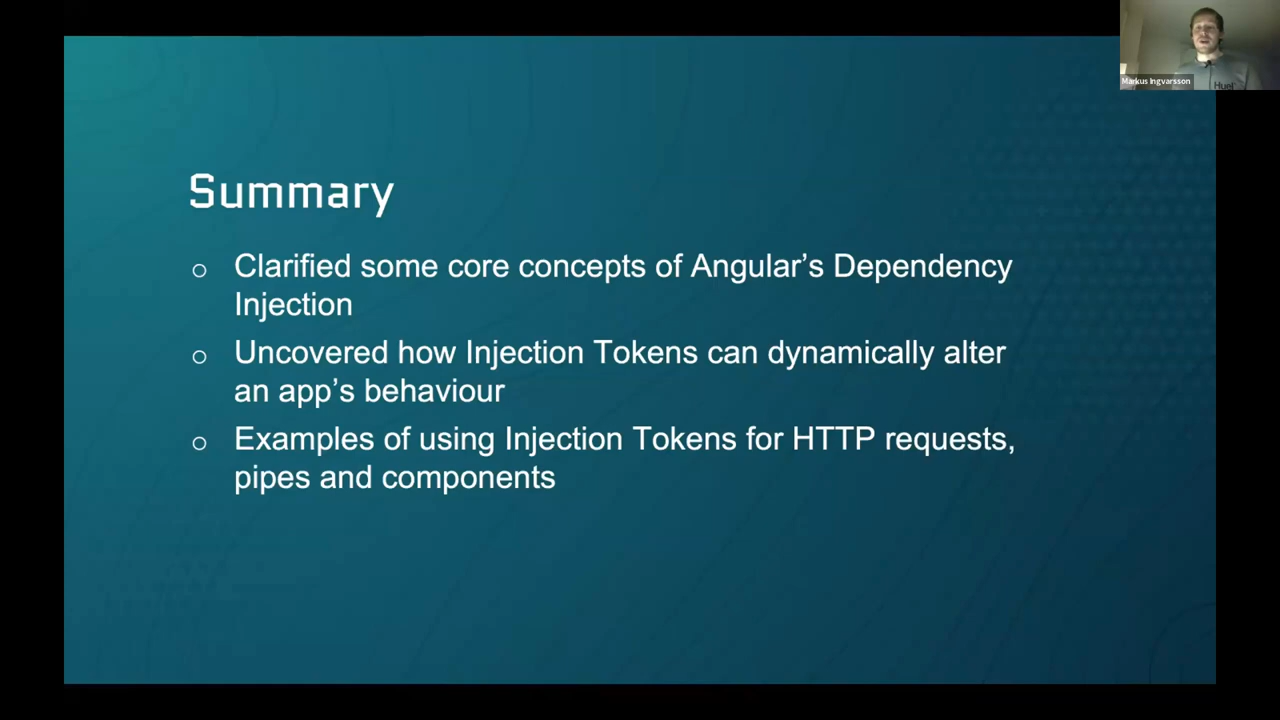 Markus Ingvarsson
Summary
o Clarified some core concepts of Angular’s Dependency
Injection
o Uncovered how Injection Tokens can dynamically alter
an app’s behaviour
o Examples of using Injection Tokens for HTTP requests,
pipes and components